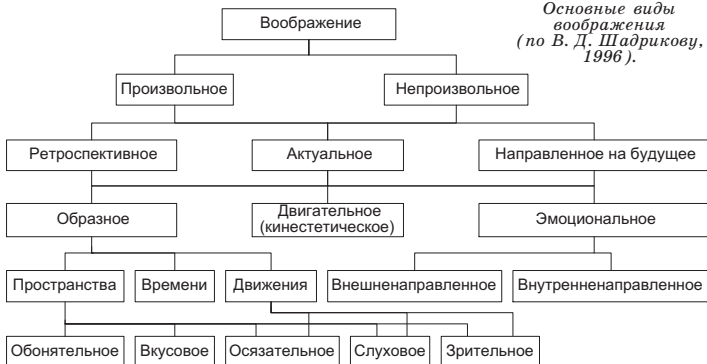 Основные виды
воображения
(по В. Д. Шадрикову,
1996).
Воображение
Произвольное
Непроизвольное
Ретроспективное
Актуальное
Направленное на будущее
Образное
Двигательное
(кинестетическое)
Эмоциональное
Пространства
Времени
Движения
Внешненаправленное
Внутренненаправленное
Обонятельное
Вкусовое
Осязательное
Слуховое
Зрительное